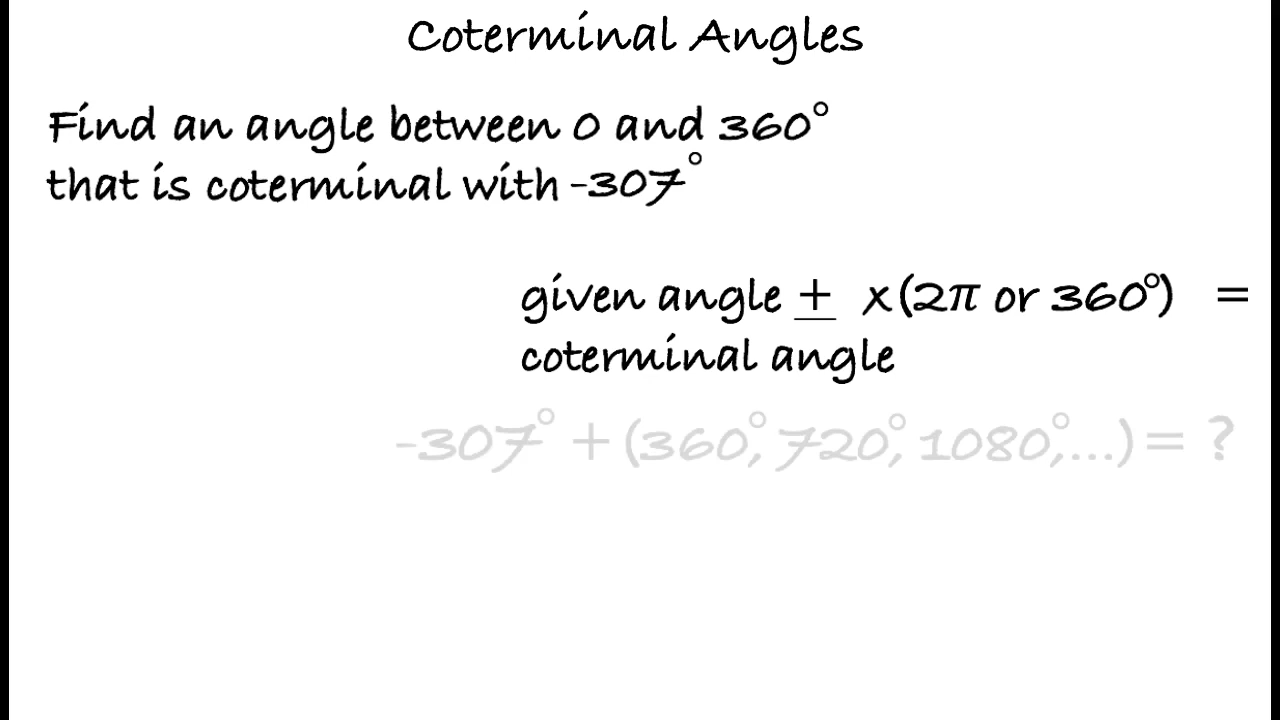 Coterminal Angles
Find an angle between 0 and 360°
that is coterminal with -307°
given angle ± x(2π or 360°) =
coterminal angle
-307° + (360°, 720°, 1080°,...) = ?